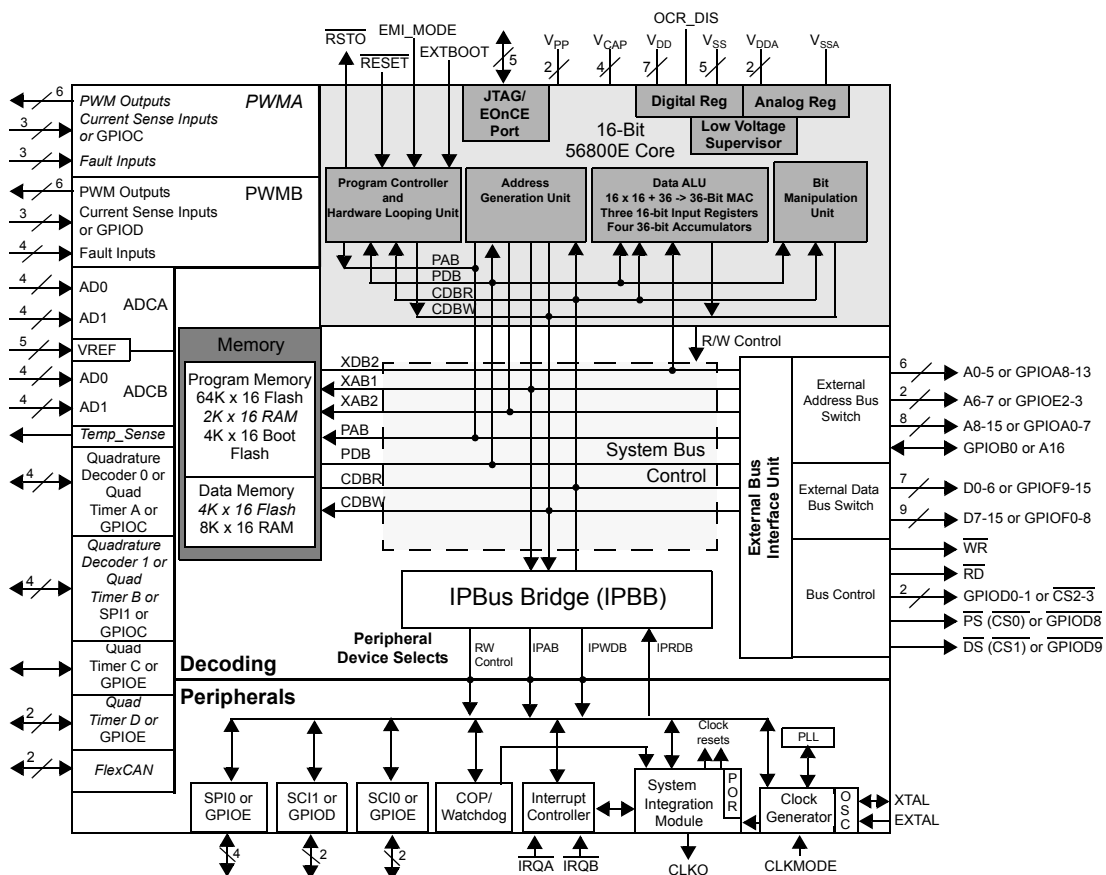 OCR_DIS
RSTO
EMI_MODE
RESET
EXTBOOT
5
VPP
2
VCAP
4
VDD
7
VSS
5
VDDA
2
VSSA
6
PWM Outputs
PWMA
3
Current Sense Inputs
or GPIOC
3
Fault Inputs
6
PWM Outputs
PWMB
3
Current Sense Inputs
or GPIOD
4
Fault Inputs
4
AD0
ADCA
4
AD1
5
VREF
4
AD0
ADCB
4
AD1
Temp_Sense
4
Quadrature
Decoder 0 or
Quad
Timer A or
GPIOC
4
Quadrature
Decoder 1 or
Quad
Timer B or
SPI1 or
GPIOC
Quad
Timer C or
GPIOE
2
Quad
Timer D or
GPIOE
2
FlexCAN
JTAG/
EOnCE
Port
Digital Reg
Analog Reg
Low Voltage
Supervisor
16-Bit
56800E Core
Program Controller
and
Hardware Looping Unit
Address
Generation Unit
Data ALU
16 x 16 + 36 -> 36-Bit MAC
Three 16-bit Input Registers
Four 36-bit Accumulators
Bit
Manipulation
Unit
PAB
PDB
CDBR
CDBW
R/W Control
Memory
Program Memory
64K x 16 Flash
2K x 16 RAM
4K x 16 Boot
Flash
Data Memory
4K x 16 Flash
8K x 16 RAM
XDB2
XAB1
XAB2
PAB
PDB
CDBR
CDBW
System Bus
Control
External Bus
Interface Unit
External
Address Bus
Switch
External Data
Bus Switch
Bus Control
6
A0-5 or GPIOA8-13
2
A6-7 or GPIOE2-3
8
A8-15 or GPIOA0-7
GPIOB0 or A16
7
D0-6 or GPIOF9-15
9
D7-15 or GPIOF0-8
WR
RD
2
GPIOD0-1 or CS2-3
PS (CS0) or GPIOD8
DS (CS1) or GPIOD9
IPBus Bridge (IPBB)
Peripheral
Device Selects
RW
Control
IPAB
IPWDB
IPRDB
Decoding
Peripherals
Clock
resets
PLL
SPI0 or
GPIOE
SCI1 or
GPIOD
SCI0 or
GPIOE
COP/
Watchdog
Interrupt
Controller
System
Integration
Module
POR
Clock
Generator
OSC
XTAL
EXTAL
4
2
2
IRQA
IRQB
CLKO
CLKMODE